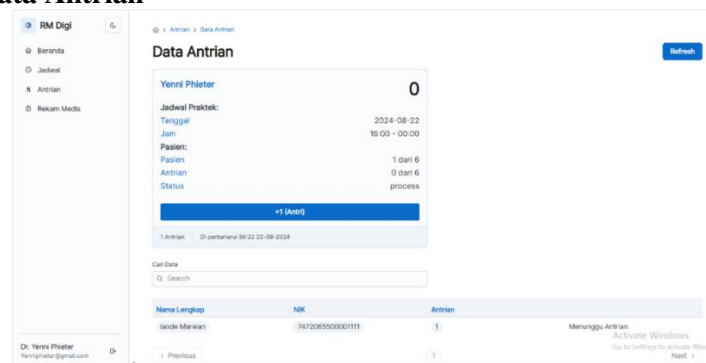 ata Antrian
RM Digi
Beranda
Jadwal
Antrian
Rekam Medis
Antrian > Data Antrian
Data Antrian
Refresh
Yenni Phieter
0
Jadwal Praktek:
Tanggal 2024-08-22
Jam 16:00 - 00:00
Pasien:
Pasien 1 dari 6
Antrian 0 dari 6
Status process
+1 (Antri)
1 Antrian Di perbaharui 56:22 22-08-2024
Cari Data
Search
Nama Lengkap NIK Antrian
laode Marwan 7472065500001111 1 Menunggu Antrian
Activate Windows
Go to Settings to activate Win
Dr. Yenni Phieter
Yenniphieter@gmail.com
< Previous 1 Next >